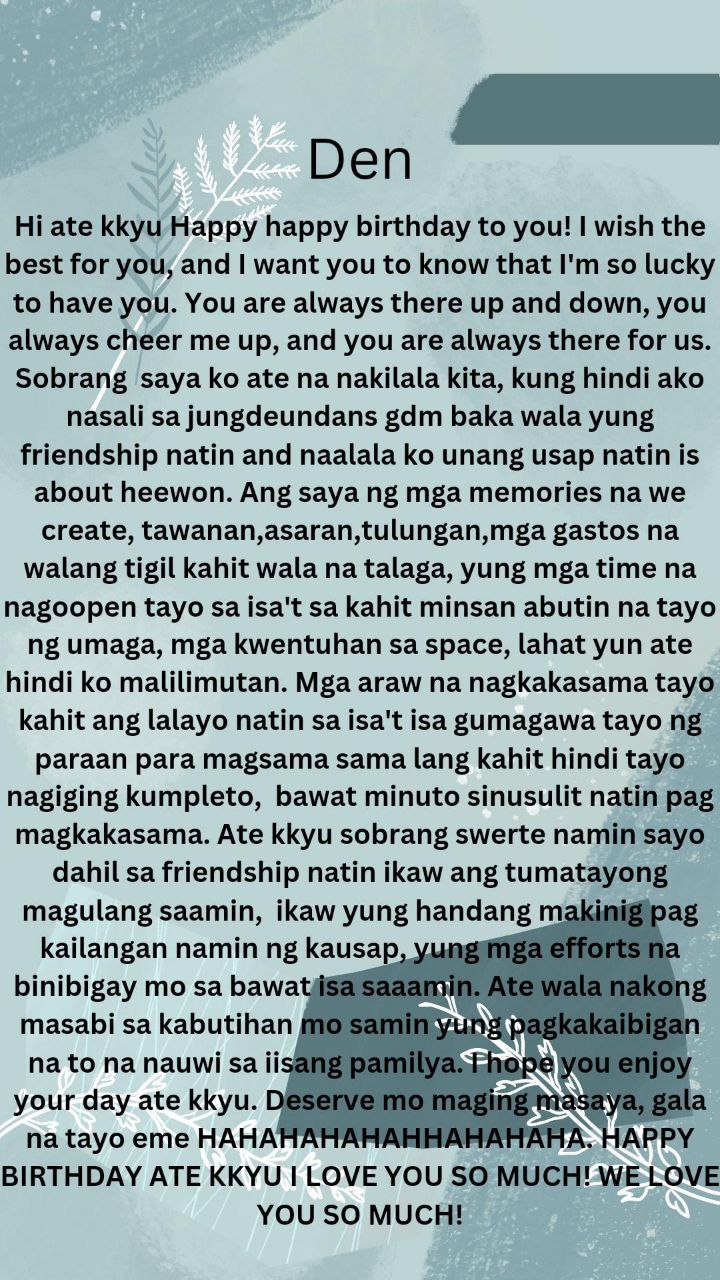 Den
Hi ate kkyu Happy happy birthday to you! I wish the
best for you, and I want you to know that I'm so lucky
to have you. You are always there up and down, you
always cheer me up, and you are always there for us.
Sobrang  saya ko ate na nakilala kita, kung hindi ako
nasali sa jungdeundans gdm baka wala yung
friendship natin and naalala ko unang usap natin is
about heewon. Ang saya ng mga memories na we
create, tawanan,asaran,tulungan,mga gastos na
walang tigil kahit wala na talaga, yung mga time na
nagoopen tayo sa isa't sa kahit minsan abutin na tayo
ng umaga, mga kwentuhan sa space, lahat yun ate
hindi ko malilimutan. Mga araw na nagkakasama tayo
kahit ang lalayo natin sa isa't isa gumagawa tayo ng
paraan para magsama sama lang kahit hindi tayo
nagiging kumpleto,  bawat minuto sinusulit natin pag
magkakasama. Ate kkyu sobrang swerte namin sayo
dahil sa friendship natin ikaw ang tumatayong
magulang saamin,  ikaw yung handang makinig pag
kailangan namin ng kausap, yung mga efforts na
binibigay mo sa bawat isa saaamin. Ate wala nakong
masabi sa kabutihan mo samin yung pagkakaibigan
na to na nauwi sa iisang pamilya. I hope you enjoy
your day ate kkyu. Deserve mo maging masaya, gala
na tayo eme HAHAHAHAHAHHAHAHAHA. HAPPY
BIRTHDAY ATE KKYU I LOVE YOU SO MUCH! WE LOVE
YOU SO MUCH!